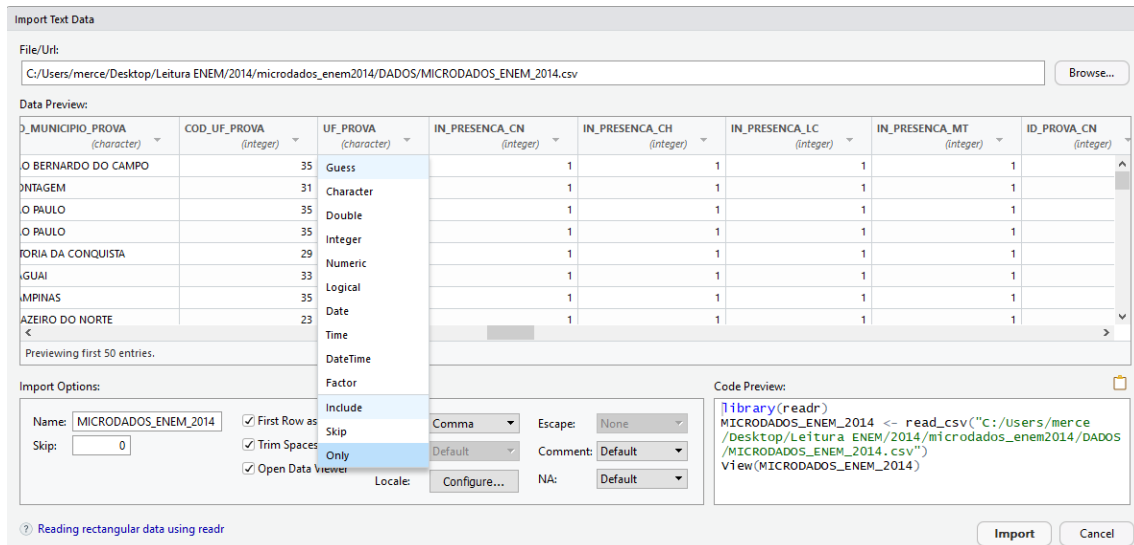 Import Text Data
File/Url:
C:/Users/merce/Desktop/Leitura ENEM/2014/microdados_enem2014/DADOS/MICRODADOS_ENEM_2014.csv Browse...
Data Preview:
D_MUNICIPIO_PROVA COD_UF_PROVA UF_PROVA IN_PRESENCA_CN IN_PRESENCA_CH IN_PRESENCA_LC IN_PRESENCA_MT ID_PROVA_CN
(character) (integer) (character) (integer) (integer) (integer) (integer) (integer)
O BERNARDO DO CAMPO 35 Guess 1 1 1 1
ONTAGEM 31 Character 1 1 1 1
O PAULO 35 Double 1 1 1 1
O PAULO 35 Integer 1 1 1 1
TORIA DA CONQUISTA 29 Numeric 1 1 1 1
AGUAI 33 Logical 1 1 1 1
AMPINAS 35 Date 1 1 1 1
AZEIRO DO NORTE 23 Time 1 1 1 1
Previewing first 50 entries.
DateTime
Factor
Include
Skip
Only
Import Options:
Name: MICRODADOS_ENEM_2014 First Row as Comma Escape: None
Skip: 0 Trim Spaces Default Comment: Default
Open Data Viewer Locale: Configure... NA: Default
Code Preview:
library(readr)
MICRODADOS_ENEM_2014 <- read_csv("C:/Users/merce
/Desktop/Leitura ENEM/2014/microdados_enem2014/DADOS
/MICRODADOS_ENEM_2014.csv")
View(MICRODADOS_ENEM_2014)
? Reading rectangular data using readr
Import Cancel